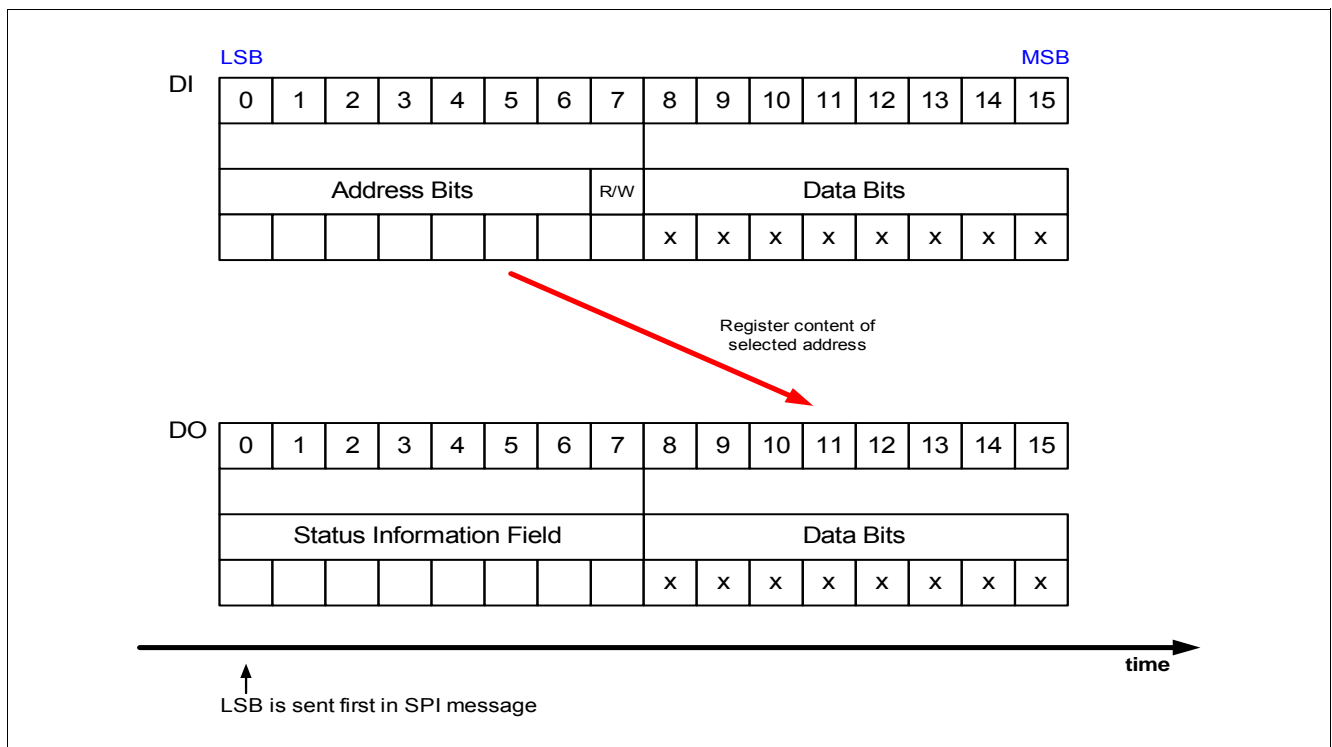 LSB MSB
DI 0 1 2 3 4 5 6 7 8 9 10 11 12 13 14 15
Address Bits R/W Data Bits
x x x x x x x x
Register content of
selected address
DO 0 1 2 3 4 5 6 7 8 9 10 11 12 13 14 15
Status Information Field Data Bits
x x x x x x x x
time
LSB is sent first in SPI message